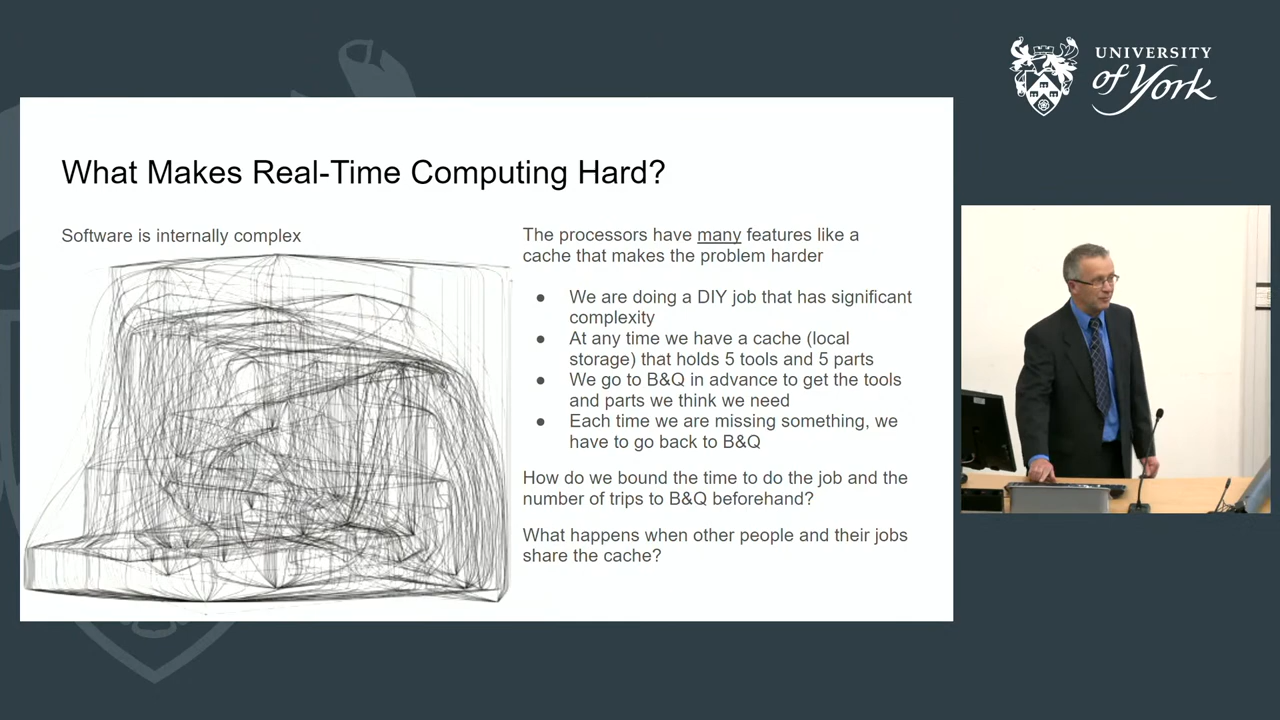 UNIVERSITY
of York
What Makes Real-Time Computing Hard?
Software is internally complex
The processors have many features like a
cache that makes the problem harder
● We are doing a DIY job that has significant
complexity
● At any time we have a cache (local
storage) that holds 5 tools and 5 parts
● We go to B&Q in advance to get the tools
and parts we think we need
● Each time we are missing something, we
have to go back to B&Q
How do we bound the time to do the job and the
number of trips to B&Q beforehand?
What happens when other people and their jobs
share the cache?